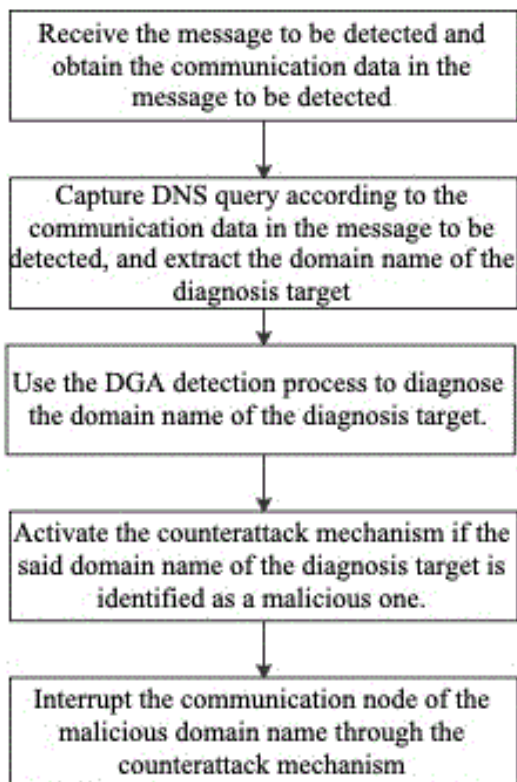 Receive the message to be detected and
obtain the communication data in the
message to be detected
Capture DNS query according to the
communication data in the message to be
detected, and extract the domain name of the
diagnosis target
Use the DGA detection process to diagnose
the domain name of the diagnosis target.
Activate the counterattack mechanism if the
said domain name of the diagnosis target is
identified as a malicious one.
Interrupt the communication node of the
malicious domain name through the
counterattack mechanism